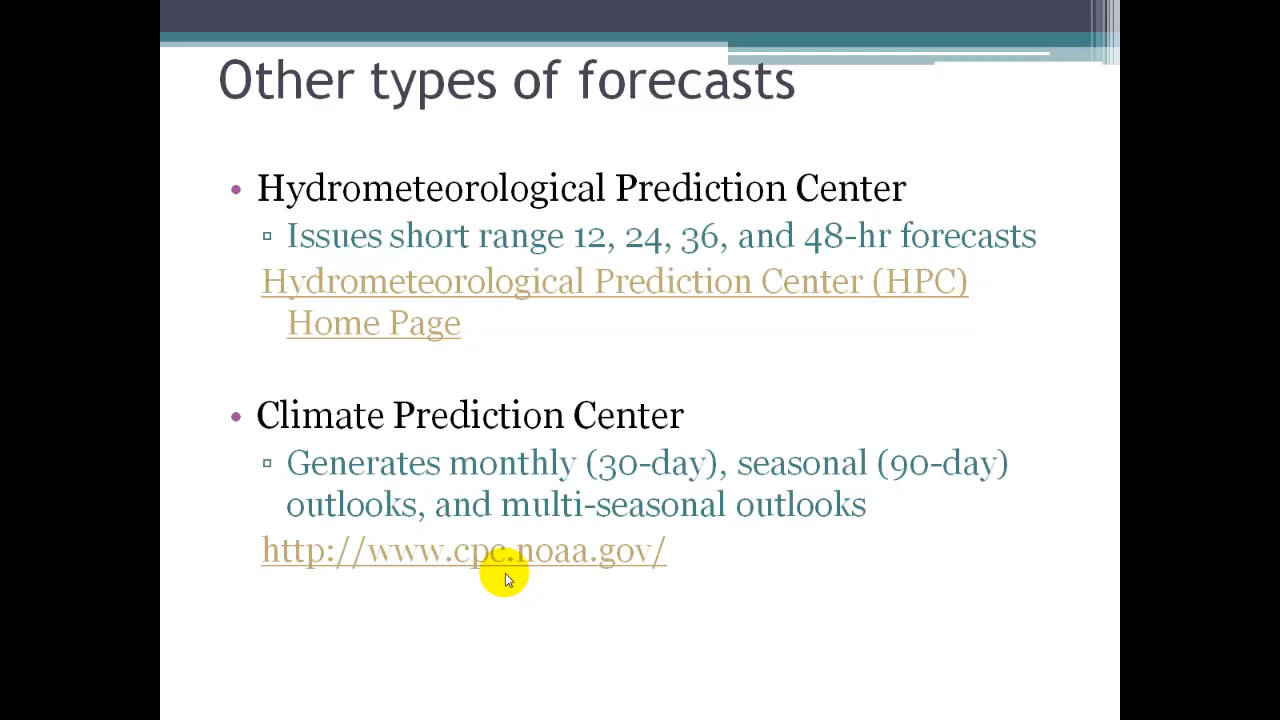 Other types of forecasts
• Hydrometeorological Prediction Center
▫ Issues short range 12, 24, 36, and 48-hr forecasts
Hydrometeorological Prediction Center (HPC)
Home Page
• Climate Prediction Center
▫ Generates monthly (30-day), seasonal (90-day)
outlooks, and multi-seasonal outlooks
http://www.cpc.noaa.gov/